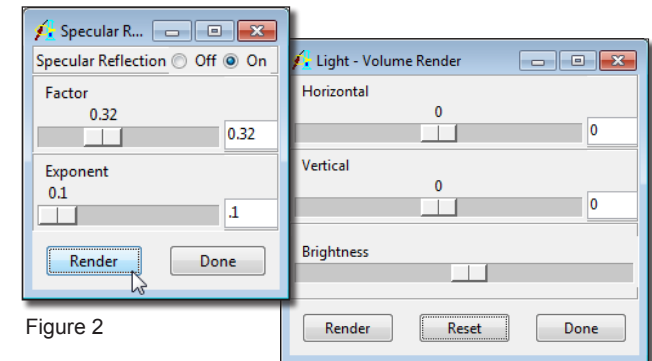 Specular R...
Specular Reflection Off On
Factor
0.32
0.32
Exponent
0.1
.1
Render Done
Figure 2
Light - Volume Render
Horizontal
0
0
Vertical
0
0
Brightness
Render Reset Done